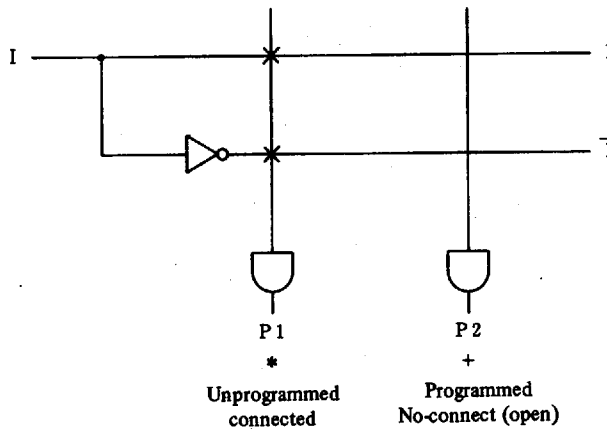 I
P 1
P 2
*
+
Unprogrammed
connected
Programmed
No-connect (open)